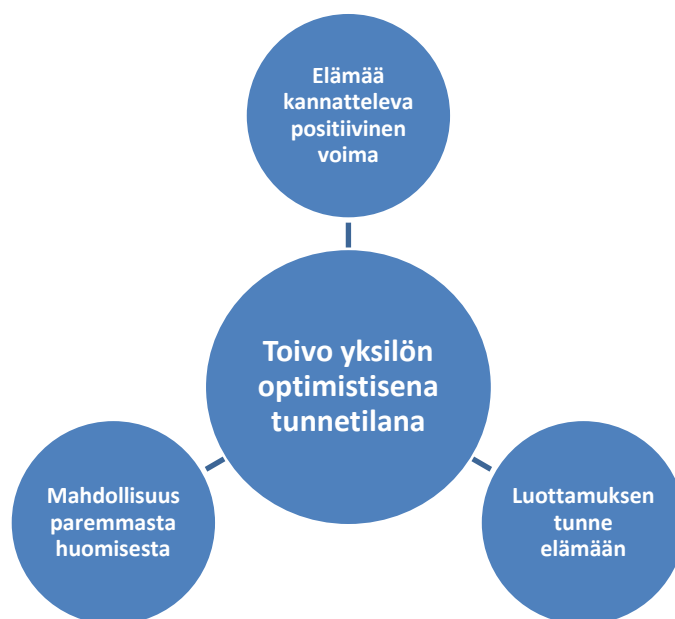 Elämää
kannatteleva
positiivinen
voima
Toivo yksilön
optimistisena
tunnetilana
Mahdollisuus
paremmasta
huomisesta
Luottamuksen
tunne
elämään